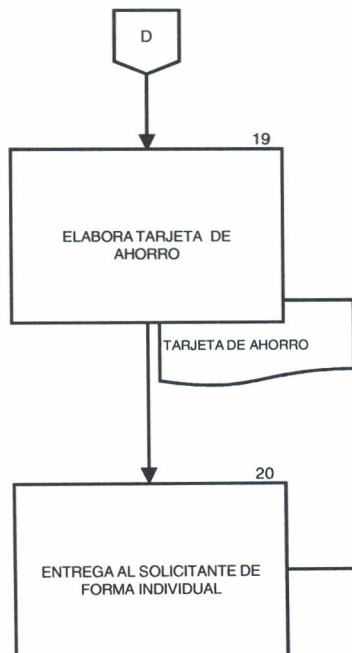 D
19
ELABORA TARJETA DE
AHORRO
TARJETA DE AHORRO
20
ENTREGA AL SOLICITANTE DE
FORMA INDIVIDUAL